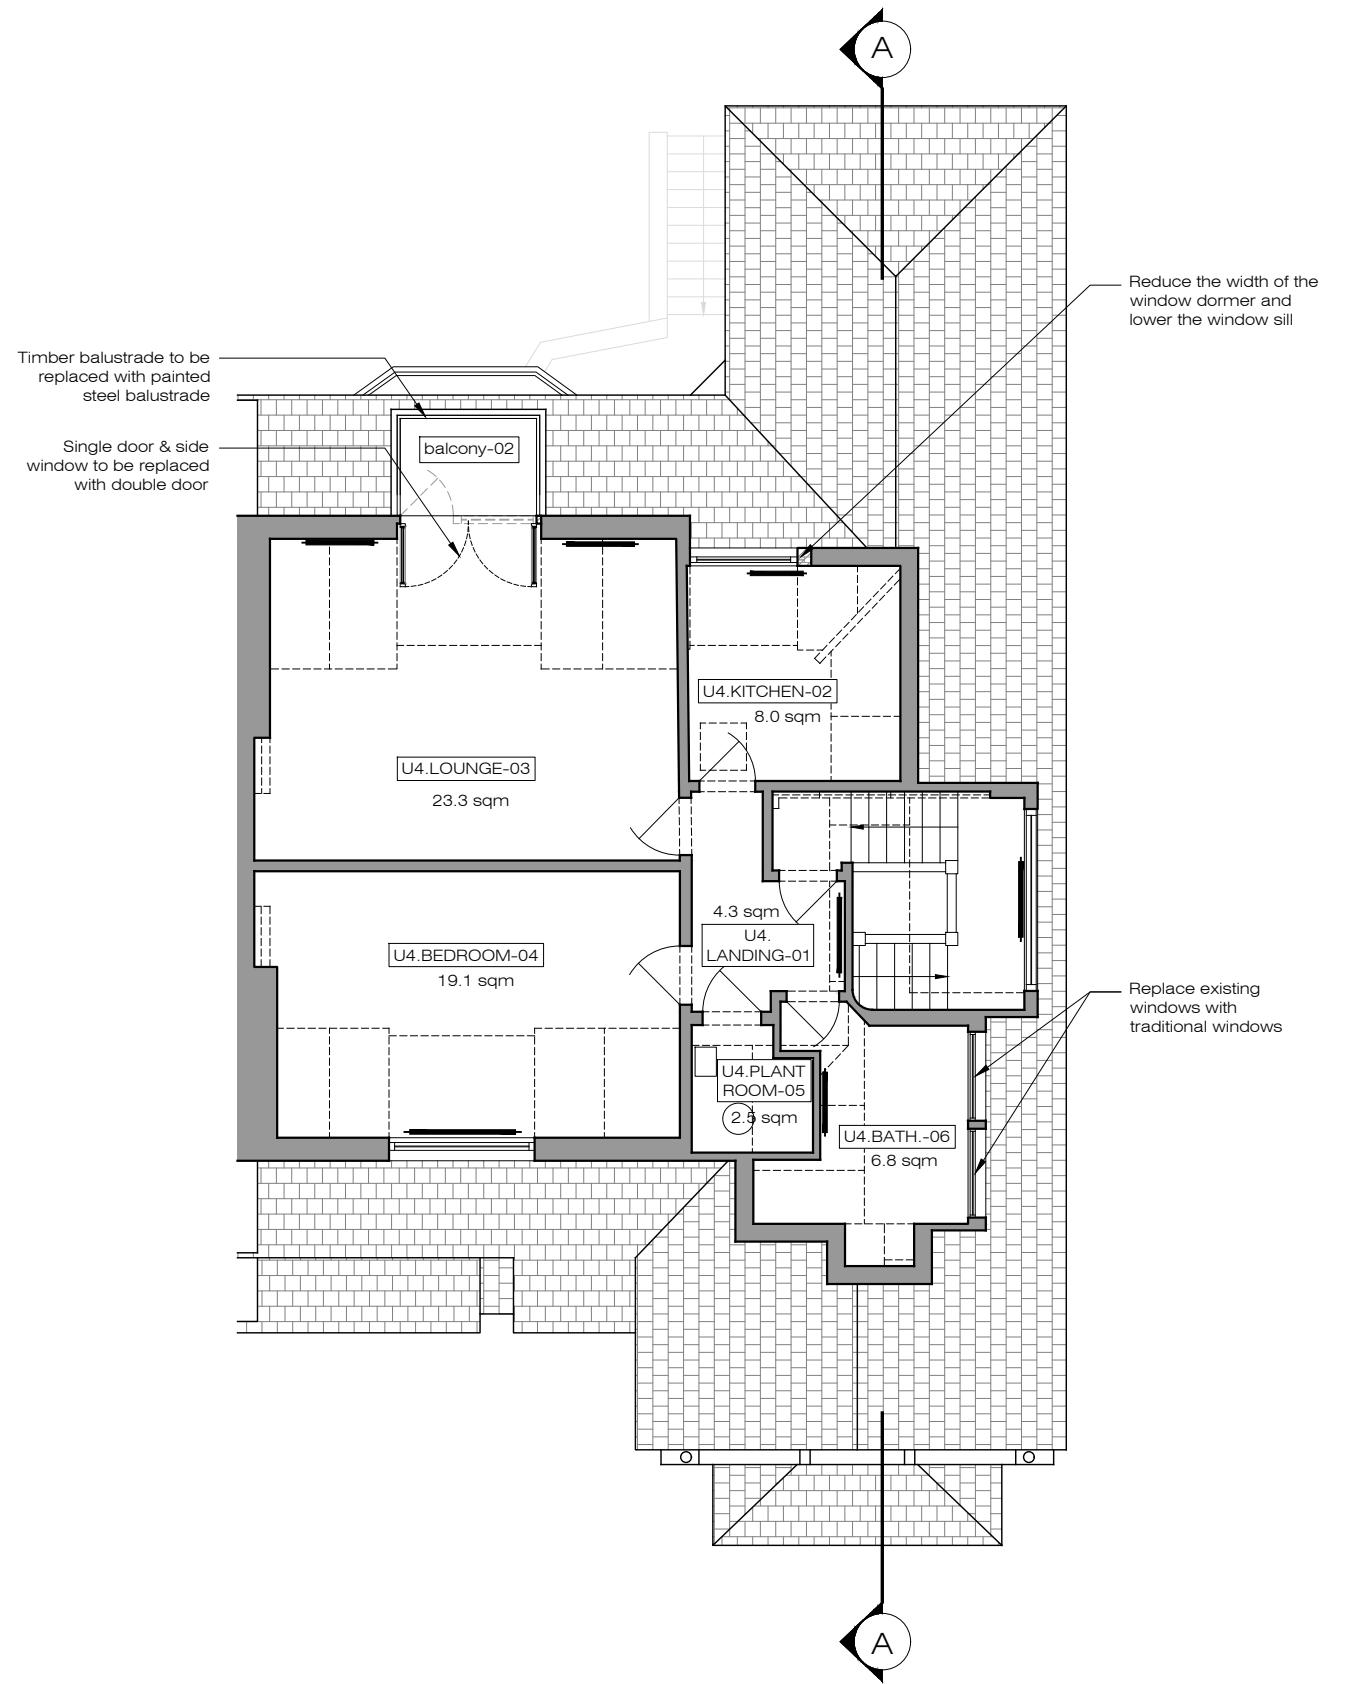 A
Reduce the width of the
window dormer and
lower the window sill
Timber balustrade to be
replaced with painted
steel balustrade
Single door & side
window to be replaced
with double door
balcony-02
U4.KITCHEN-02
8.0 sqm
U4.LOUNGE-03
23.3 sqm
4.3 sqm
U4.
LANDING-01
U4.BEDROOM-04
19.1 sqm
Replace existing
windows with
traditional windows
U4.PLANT
ROOM-05
2.5 sqm
U4.BATH.-06
6.8 sqm
A